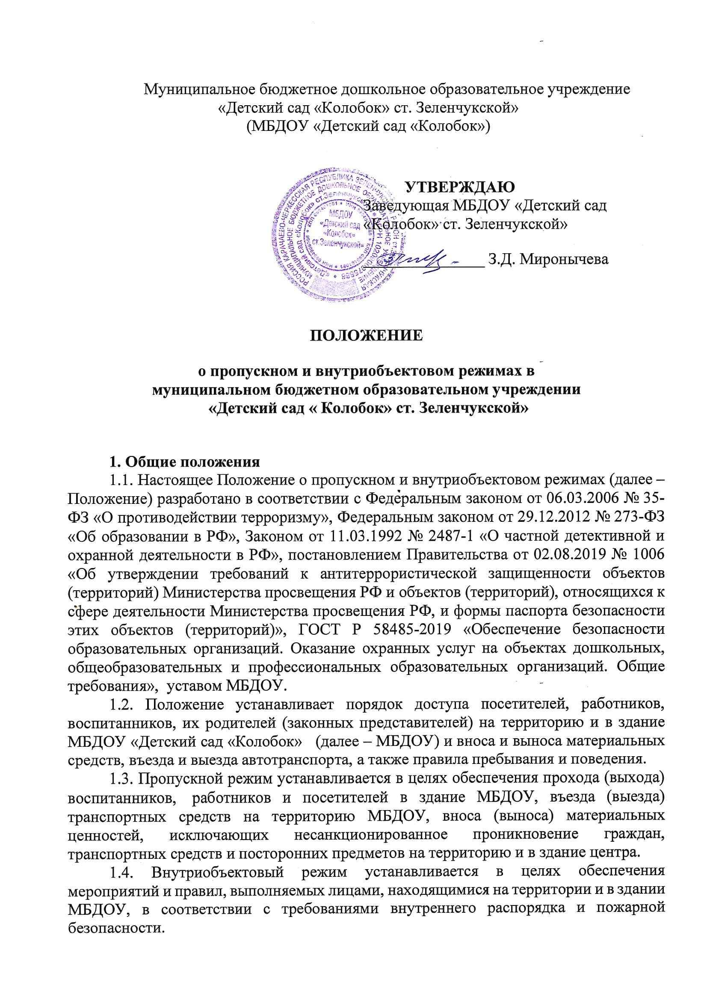 Муниципальное бюджетное дошкольное образовательное учреждение
«Детский сад «Колобок» ст. Зеленчукской»
(МБДОУ «Детский сад «Колобок»)
УТВЕРЖДАЮ
Заведующая МБДОУ «Детский сад
«Колобок» ст. Зеленчукской»
З.Д. Миронычева
МБДОУ
«Детский сад
«Колобок»
ст.Зеленчукской»
ПОЛОЖЕНИЕ
о пропускном и внутриобъектовом режимах в
муниципальном бюджетном образовательном учреждении
«Детский сад « Колобок» ст. Зеленчукской»
1. Общие положения
1.1. Настоящее Положение о пропускном и внутриобъектовом режимах (далее –
Положение) разработано в соответствии с Федеральным законом от 06.03.2006 № 35-
ФЗ «О противодействии терроризму», Федеральным законом от 29.12.2012 № 273-ФЗ
«Об образовании в РФ», Законом от 11.03.1992 № 2487-1 «О частной детективной и
охранной деятельности в РФ», постановлением Правительства от 02.08.2019 № 1006
«Об утверждении требований к антитеррористической защищенности объектов
(территорий) Министерства просвещения РФ и объектов (территорий), относящихся к
сфере деятельности Министерства просвещения РФ, и формы паспорта безопасности
этих объектов (территорий)», ГОСТ Р 58485-2019 «Обеспечение безопасности
образовательных организаций. Оказание охранных услуг на объектах дошкольных,
общеобразовательных и профессиональных образовательных организаций. Общие
требования», уставом МБДОУ.
1.2. Положение устанавливает порядок доступа посетителей, работников,
воспитанников, их родителей (законных представителей) на территорию и в здание
МБДОУ «Детский сад «Колобок» (далее – МБДОУ) и вноса и выноса материальных
средств, въезда и выезда автотранспорта, а также правила пребывания и поведения.
1.3. Пропускной режим устанавливается в целях обеспечения прохода (выхода)
воспитанников, работников и посетителей в здание МБДОУ, въезда (выезда)
транспортных средств на территорию МБДОУ, вноса (выноса) материальных
ценностей, исключающих несанкционированное проникновение граждан,
транспортных средств и посторонних предметов на территорию и в здание центра.
1.4. Внутриобъектовый режим устанавливается в целях обеспечения
мероприятий и правил, выполняемых лицами, находящимися на территории и в здании
МБДОУ, в соответствии с требованиями внутреннего распорядка и пожарной
безопасности.